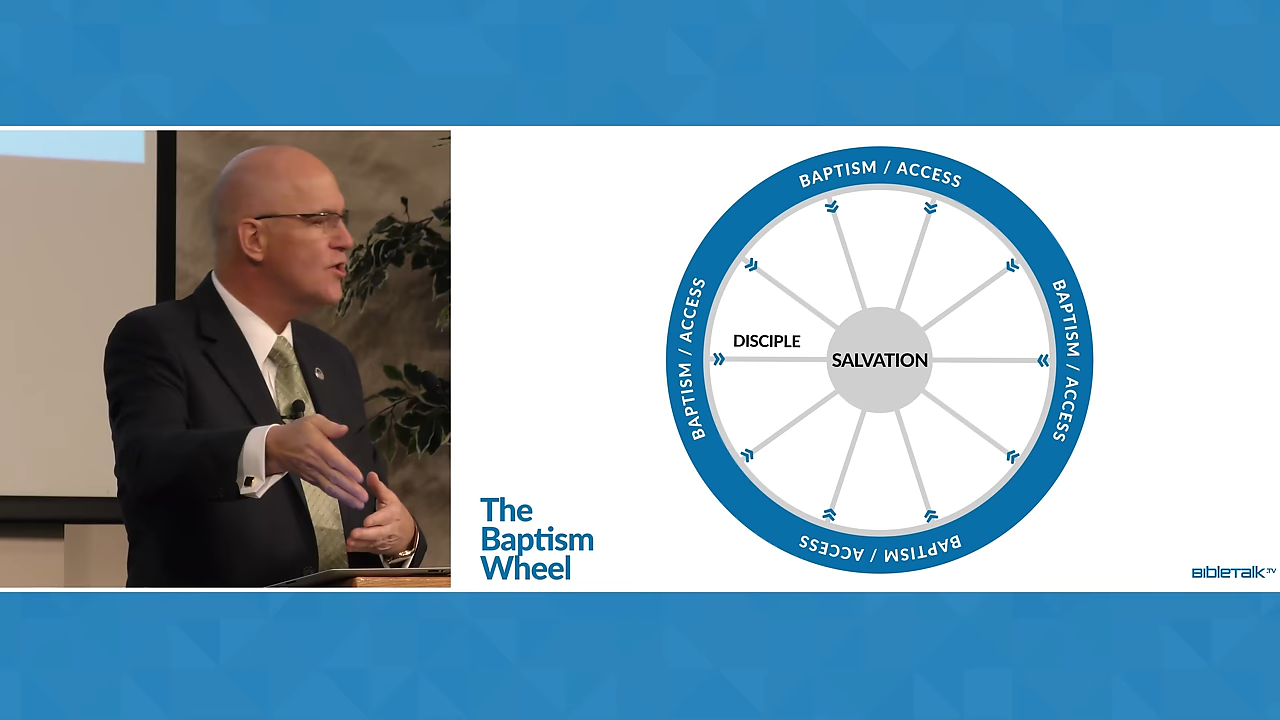 BAPTISM / ACCESS
BAPTISM / ACCESS
BAPTISM / ACCESS
DISCIPLE
SALVATION
BAPTISM / ACCESS
The
Baptism
Wheel
BibleTalk.TV